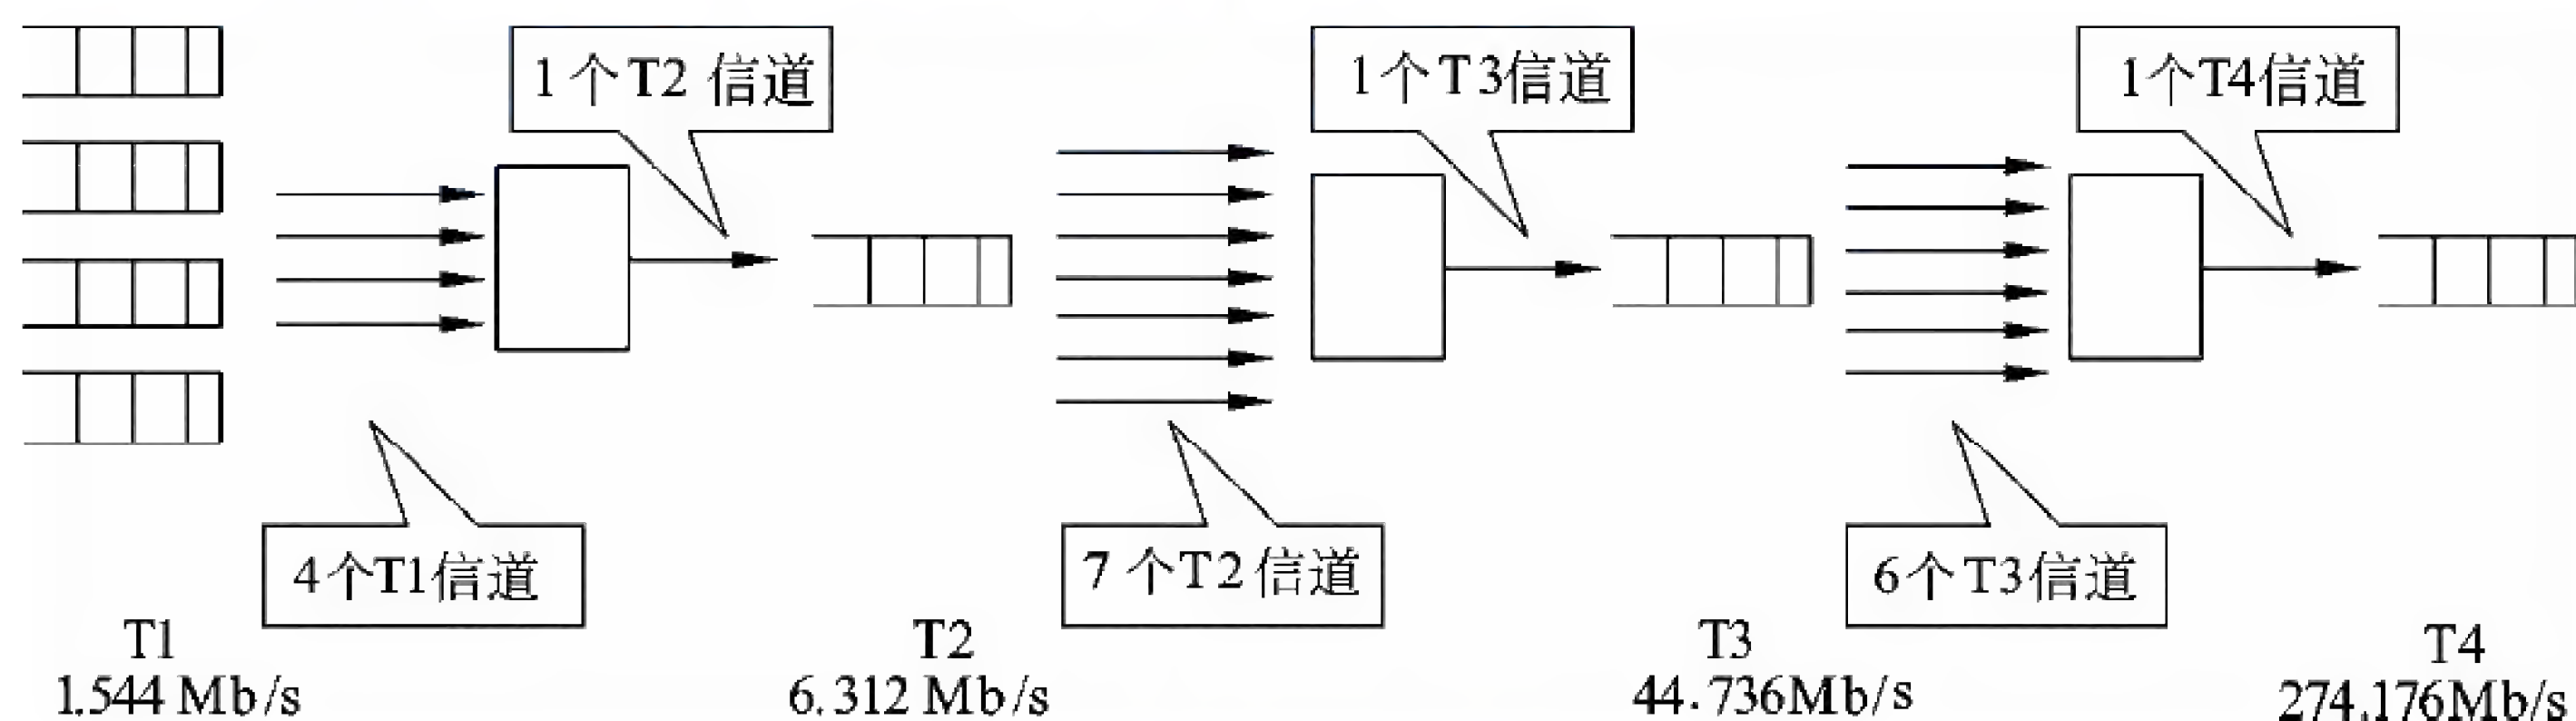 1个T2 信道
1个T3信道
1个T4信道
4个T1信道
7个T2信道
6个T3信道
T1
1.544 Mb/s
T2
6.312 Mb/s
T3
44.736Mb/s
T4
274.176Mb/s